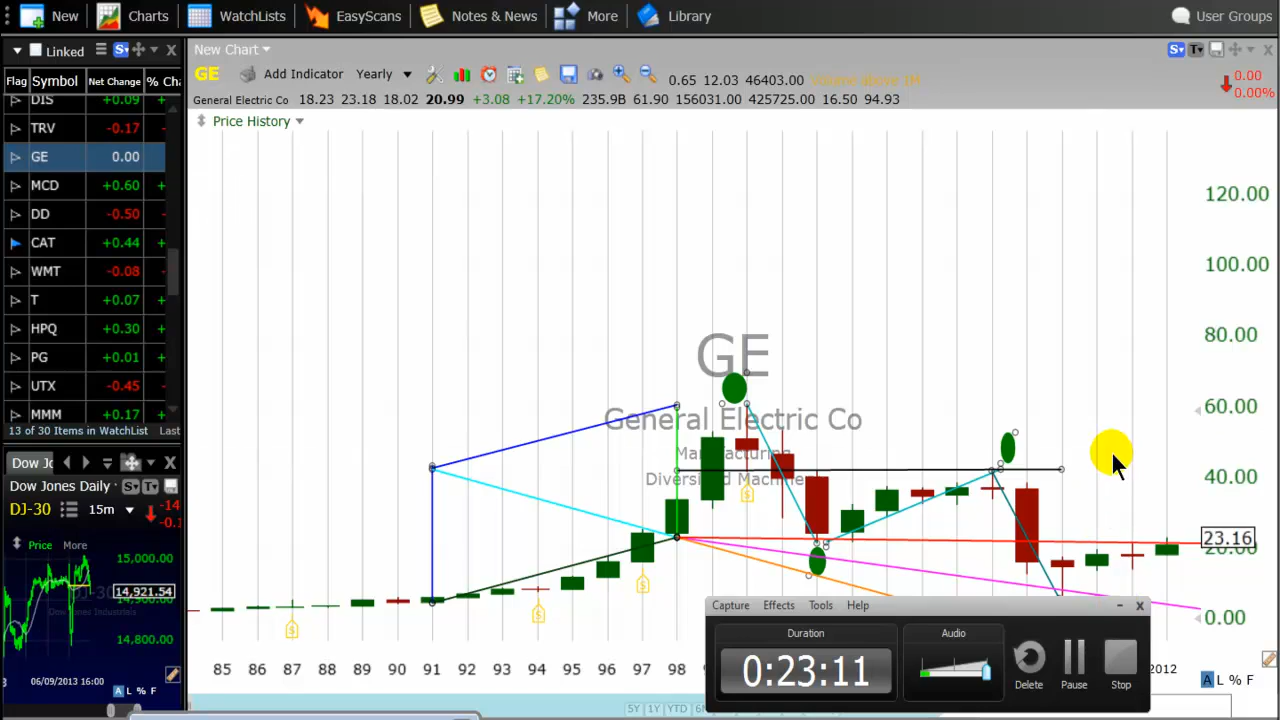 New Charts WatchLists EasyScans Notes & News More Library User Groups
Linked S T
New Chart
GE Add Indicator Yearly 0.65 12.03 46403.00 Volume above 1M 0.00
General Electric Co 18.23 23.18 18.02 20.99 +3.08 +17.20% 235.9B 61.90 156031.00 425725.00 16.50 94.93 0.00%
Price History
Flag Symbol Net Change % Cha
DIS +0.09
TRV -0.17
GE 0.00
MCD +0.60
DD -0.50
CAT +0.44
WMT -0.08
T +0.07
HPQ +0.30
PG +0.01
UTX -0.45
MMM +0.17
13 of 30 Items in WatchList Last
Dow Jo
Dow Jones Daily S T
DJ-30 15m -14
Price More
15,000.00
14,921.54
14,800.00
06/09/2013 16:00
A L % F
GE
General Electric Co
120.00
100.00
80.00
60.00
40.00
23.16
0.00
85 86 87 88 89 90 91 92 93 94 95 96 97 98 2012
A L % F
5Y 1Y YTD
Capture Effects Tools Help
Duration Audio
0:23:11
Delete Pause Stop